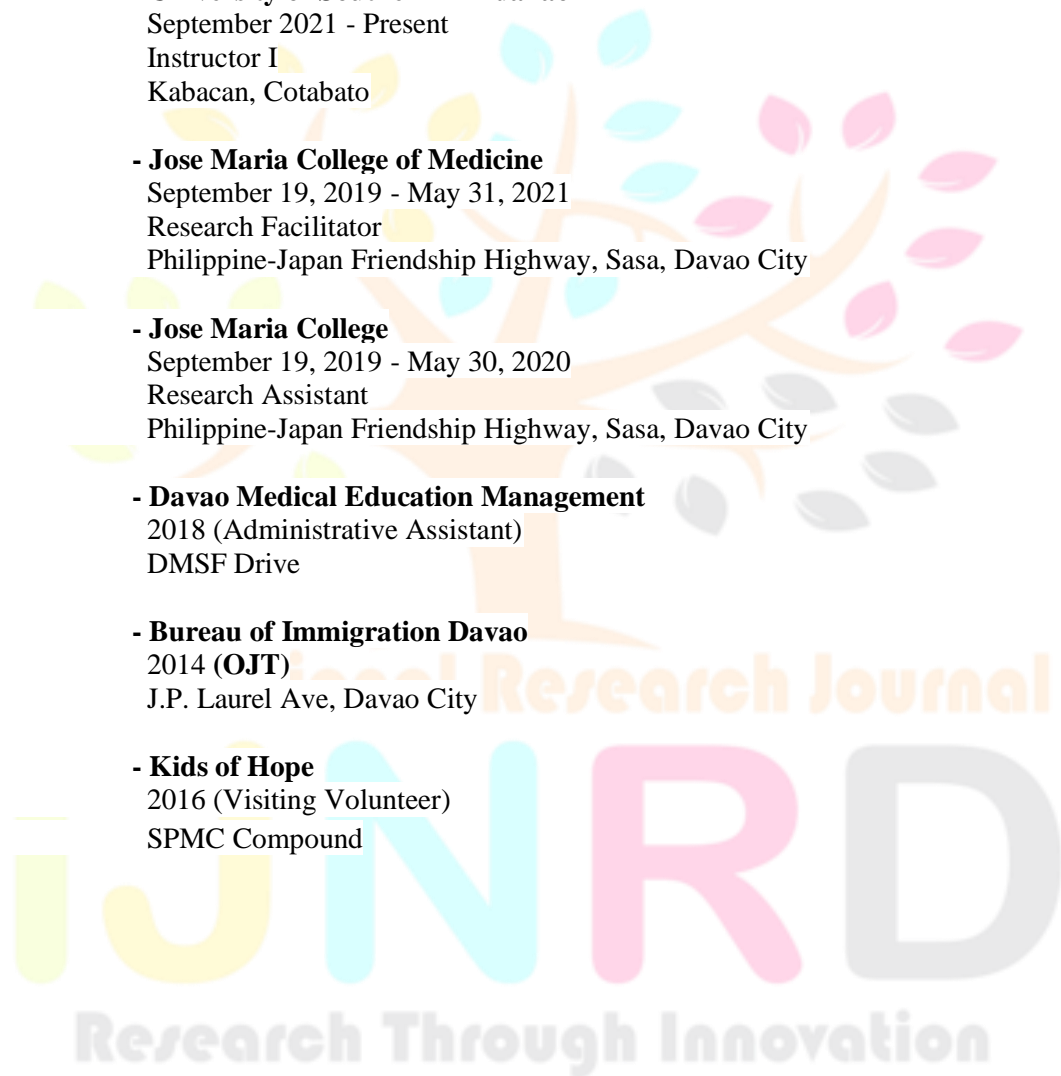 September 2021 - Present
Instructor I
Kabacan, Cotabato
- Jose Maria College of Medicine
September 19, 2019 - May 31, 2021
Research Facilitator
Philippine-Japan Friendship Highway, Sasa, Davao City
- Jose Maria College
September 19, 2019 - May 30, 2020
Research Assistant
Philippine-Japan Friendship Highway, Sasa, Davao City
- Davao Medical Education Management
2018 (Administrative Assistant)
DMSF Drive
- Bureau of Immigration Davao
2014 (OJT)
Research Journal
J.P. Laurel Ave, Davao City
- Kids of Hope
2016 (Visiting Volunteer)
SPMC Compound
IJNRD
Research Through Innovation